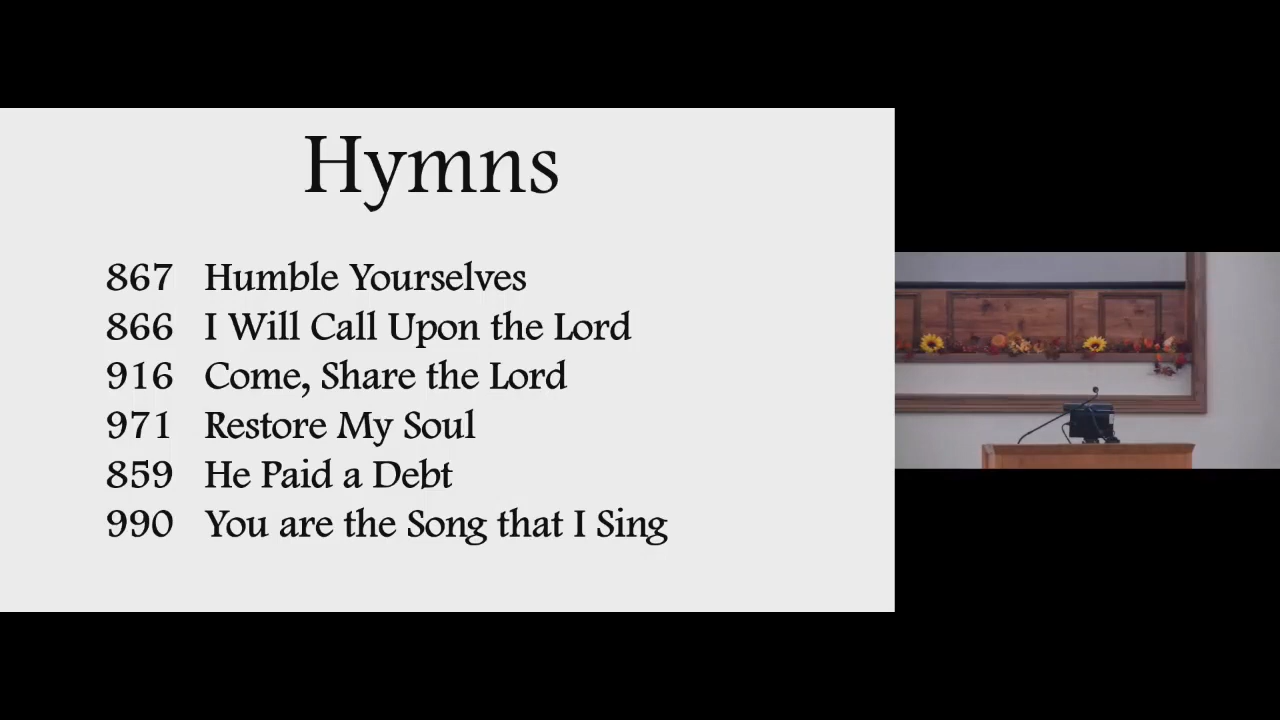 Hymns
867 Humble Yourselves
866 I Will Call Upon the Lord
916 Come, Share the Lord
971 Restore My Soul
859 He Paid a Debt
990 You are the Song that I Sing